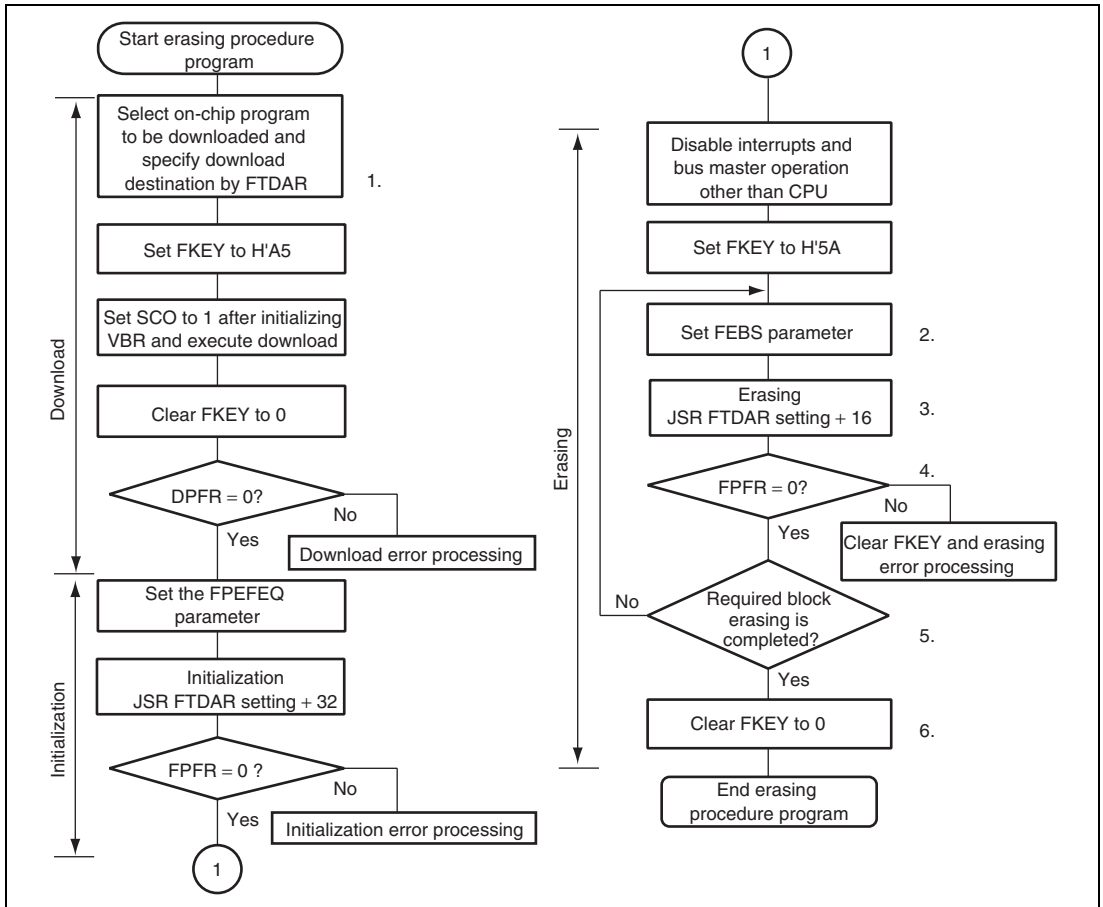 Start erasing procedure
program
Select on-chip program
to be downloaded and
specify download
destination by FTDAR
1.
Set FKEY to H'A5
Set SCO to 1 after initializing
VBR and execute download
Clear FKEY to 0
DPFR = 0?
No
Yes
Download error processing
Download
Set the FPEFEQ
parameter
Initialization
JSR FTDAR setting + 32
FPFR = 0 ?
No
Yes
Initialization error processing
Initialization
1
1
Disable interrupts and
bus master operation
other than CPU
Set FKEY to H'5A
Set FEBS parameter
2.
Erasing
JSR FTDAR setting + 16
3.
4.
FPFR = 0?
No
Yes
Clear FKEY and erasing
error processing
Erasing
No
Required block
erasing is
completed?
5.
Yes
Clear FKEY to 0
6.
End erasing
procedure program